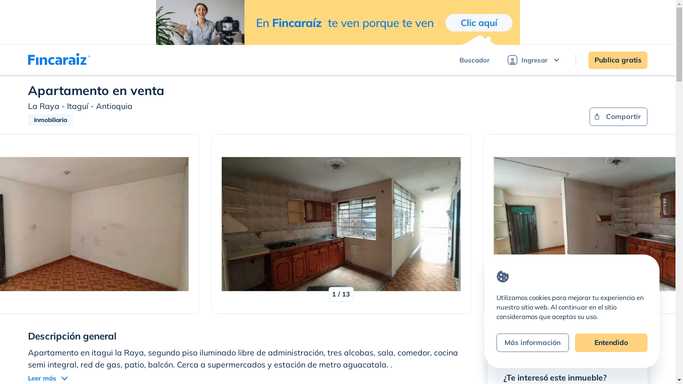 En Fincaraíz te ven porque te ven
Clic aquí
Fincaraiz
Buscador
Ingresar
Publica gratis
Apartamento en venta
La Raya - Itaguí - Antioquia
Inmobiliaria
Compartir
1 / 13
Utilizamos cookies para mejorar tu experiencia en
nuestro sitio web. Al continuar en el sitio
consideramos que aceptas su uso.
Más información
Entendido
Descripción general
Apartamento en itagui la Raya, segundo piso iluminado libre de administración, tres alcobas, sala, comedor, cocina
semi integral, red de gas, patio, balcón. Cerca a supermercados y estación de metro aguacatala. .
Leer más
¿Te interesó este inmueble?